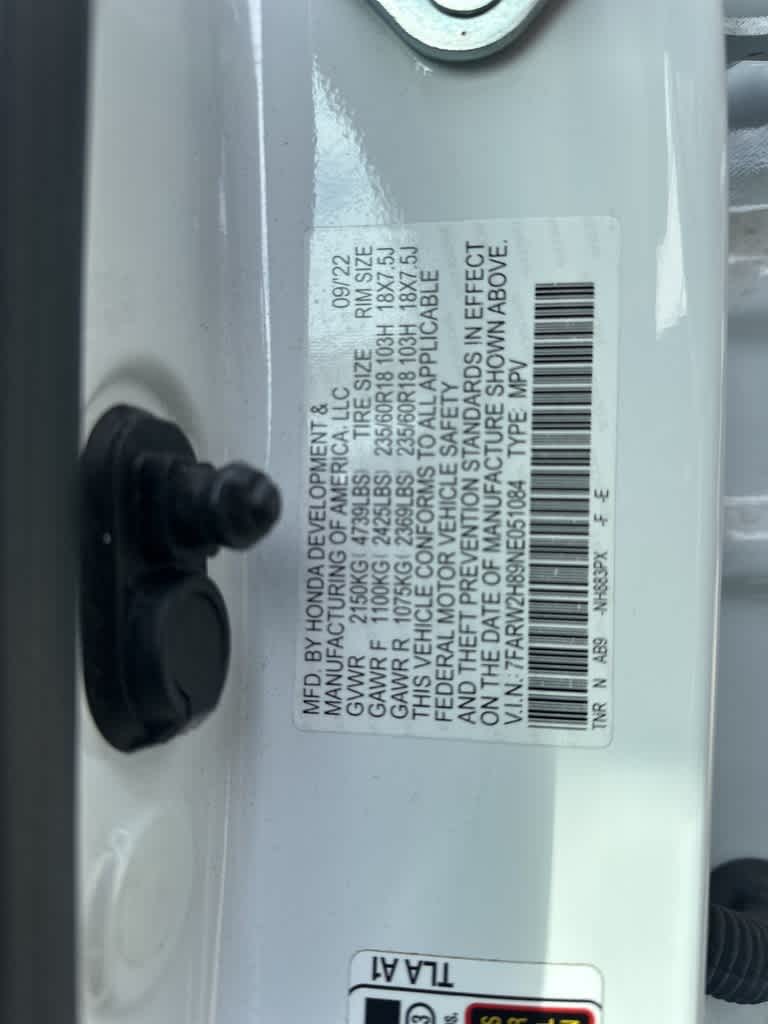 MFD. BY HONDA DEVELOPMENT &
MANUFACTURING OF AMERICA, LLC 09/'22
GVWR 2150KG( 4739LBS) TIRE SIZE RIM SIZE
GAWR F 1100KG( 2425LBS) 235/60R18 103H 18X7.5J
GAWR R 1075KG( 2369LBS) 235/60R18 103H 18X7.5J
THIS VEHICLE CONFORMS TO ALL APPLICABLE
FEDERAL MOTOR VEHICLE SAFETY
AND THEFT PREVENTION STANDARDS IN EFFECT
ON THE DATE OF MANUFACTURE SHOWN ABOVE.
V.I.N.: 7FARW2H89NE051084 TYPE: MPV
TNR N AB9 -NH883PX -F -E
TLA A1